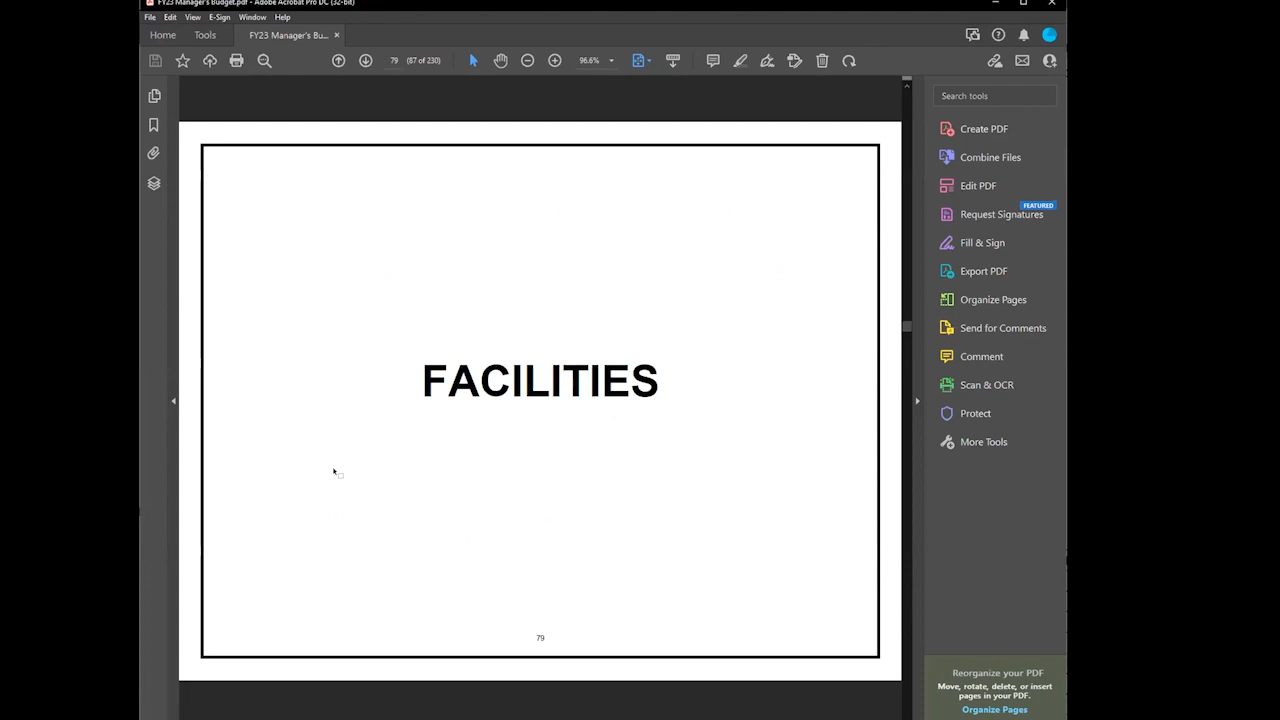 FY23 Manager's Budget.pdf - Adobe Acrobat Pro DC (32-bit)
File Edit View E-Sign Window Help
Home Tools FY23 Manager's Bu... ×
79 (87 of 230) 96.6%
Search tools
Create PDF
Combine Files
Edit PDF
FEATURED
Request Signatures
Fill & Sign
Export PDF
Organize Pages
Send for Comments
Comment
Scan & OCR
Protect
More Tools
FACILITIES
79
Reorganize your PDF
Move, rotate, delete, or insert
pages in your PDF.
Organize Pages